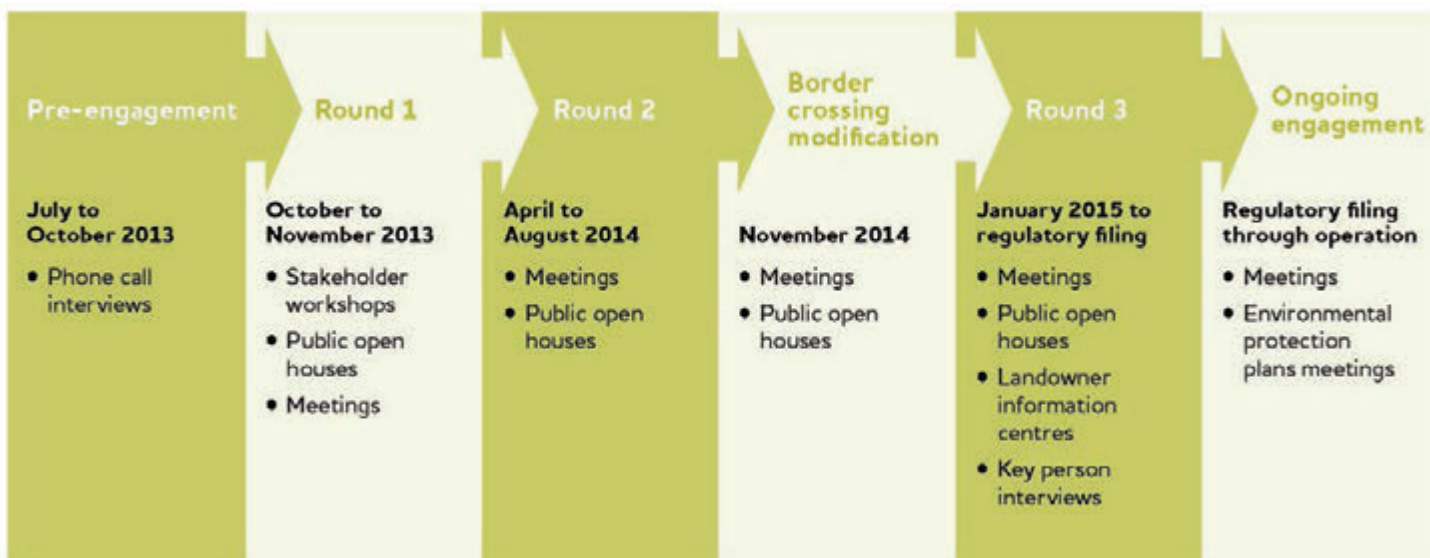 Pre-engagement
July to
October 2013
• Phone call
interviews
Round 1
October to
November 2013
• Stakeholder
workshops
• Public open
houses
• Meetings
Round 2
April to
August 2014
• Meetings
• Public open
houses
Border
crossing
modification
November 2014
• Meetings
• Public open
houses
Round 3
January 2015 to
regulatory filing
• Meetings
• Public open
houses
• Landowner
information
centres
• Key person
interviews
Ongoing
engagement
Regulatory filing
through operation
• Meetings
• Environmental
protection
plans meetings